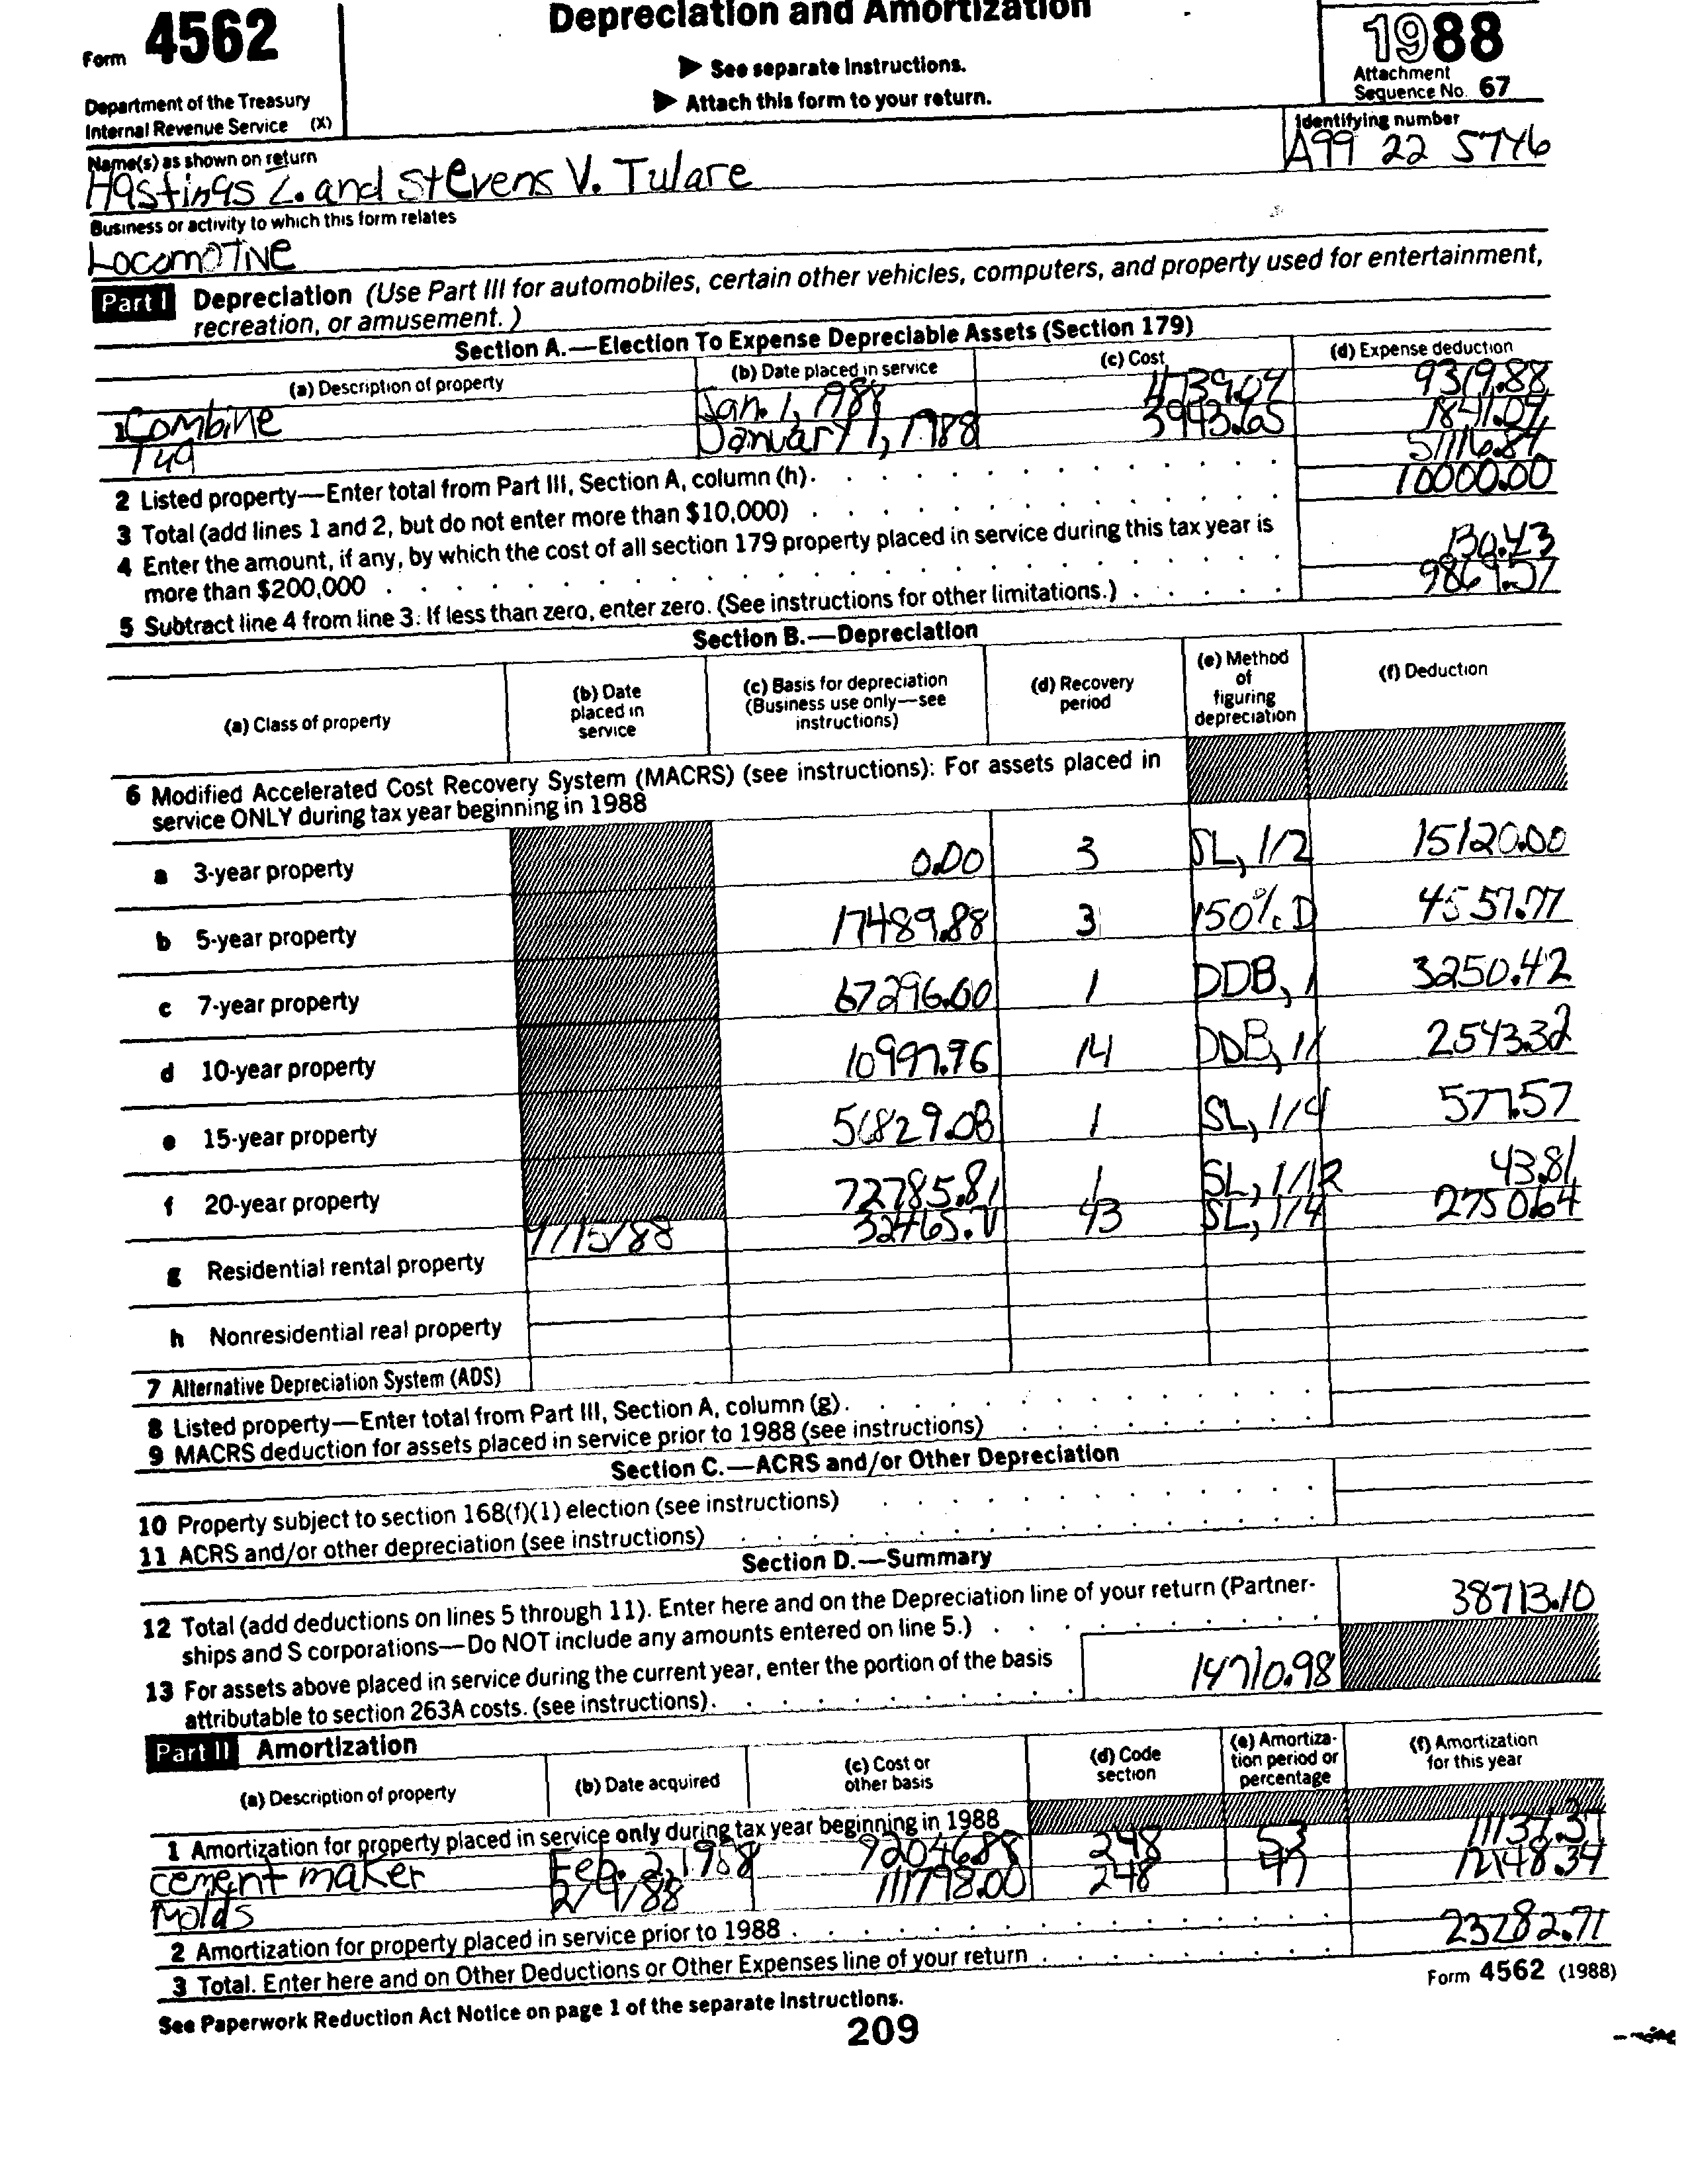 Form 4562
Depreciation and Amortization
1988
▶ See separate Instructions.
▶ Attach this form to your return.
Attachment
Sequence No. 67
Department of the Treasury
Internal Revenue Service (X)
Name(s) as shown on return
Identifying number
Hastings Z. and Stevens V. Tulare
A99 22 5746
Business or activity to which this form relates
Locomotive
Part I Depreciation (Use Part III for automobiles, certain other vehicles, computers, and property used for entertainment,
recreation, or amusement.)
Section A.—Election To Expense Depreciable Assets (Section 179)
(a) Description of property (b) Date placed in service (c) Cost (d) Expense deduction
1 Combine Jan. 1, 1988 4739.04 9319.88
Tug January 1, 1988 3943.65 1841.04
2 Listed property—Enter total from Part III, Section A, column (h).
3 Total (add lines 1 and 2, but do not enter more than $10,000) 10000.00
4 Enter the amount, if any, by which the cost of all section 179 property placed in service during this tax year is
more than $200,000 130.43
5 Subtract line 4 from line 3. If less than zero, enter zero. (See instructions for other limitations.) 9869.57
Section B.—Depreciation
(a) Class of property
(b) Date placed in service
(c) Basis for depreciation (Business use only—see instructions)
(d) Recovery period
(e) Method of figuring depreciation
(f) Deduction
6 Modified Accelerated Cost Recovery System (MACRS) (see instructions): For assets placed in
service ONLY during tax year beginning in 1988
a 3-year property 0.00 3 SL, 1/2 15120.00
b 5-year property 17489.88 3 150% D 4557.77
c 7-year property 67296.00 1 DDB, 1 3250.42
d 10-year property 10997.76 14 DDB, 1/ 2543.32
e 15-year property 56829.08 1 SL, 1/4 577.57
f 20-year property 72785.81 1 SL, 1/12 43.81
g Residential rental property 43 SL, 1/4 2750.64
h Nonresidential real property
7 Alternative Depreciation System (ADS)
8 Listed property—Enter total from Part III, Section A, column (g).
9 MACRS deduction for assets placed in service prior to 1988 (see instructions)
Section C.—ACRS and/or Other Depreciation
10 Property subject to section 168(f)(1) election (see instructions)
11 ACRS and/or other depreciation (see instructions)
Section D.—Summary
12 Total (add deductions on lines 5 through 11). Enter here and on the Depreciation line of your return (Partner-
ships and S corporations—Do NOT include any amounts entered on line 5.) 38713.10
13 For assets above placed in service during the current year, enter the portion of the basis
attributable to section 263A costs. (see instructions). 14710.98
Part II Amortization
(a) Description of property
(b) Date acquired
(c) Cost or other basis
(d) Code section
(e) Amortization period or percentage
(f) Amortization for this year
1 Amortization for property placed in service only during tax year beginning in 1988
cement maker Feb. 2, 1988 92046.88 248 53
Molds 111798.00 248 47 12148.34
2 Amortization for property placed in service prior to 1988
3 Total. Enter here and on Other Deductions or Other Expenses line of your return 23282.71
See Paperwork Reduction Act Notice on page 1 of the separate Instructions.
Form 4562 (1988)
209